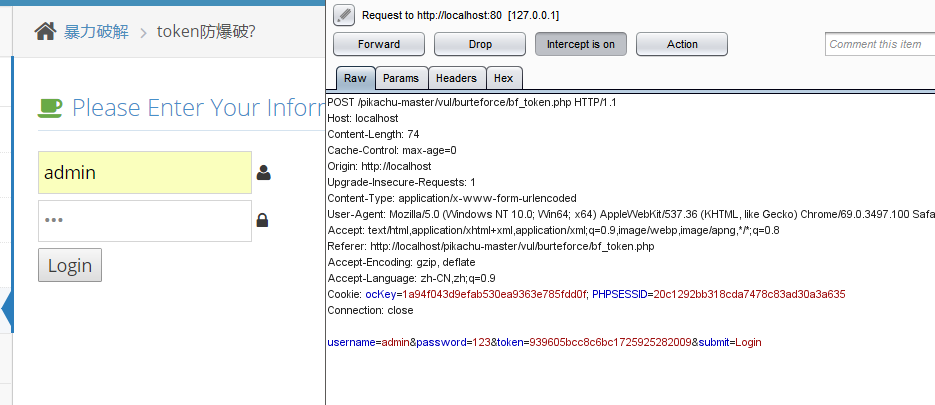 暴力破解 > token防爆破?
Please Enter Your Inforn
admin
•••
Login
Request to http://localhost:80 [127.0.0.1]
Forward Drop Intercept is on Action Comment this item
Raw Params Headers Hex
POST /pikachu-master/vul/burteforce/bf_token.php HTTP/1.1
Host: localhost
Content-Length: 74
Cache-Control: max-age=0
Origin: http://localhost
Upgrade-Insecure-Requests: 1
Content-Type: application/x-www-form-urlencoded
User-Agent: Mozilla/5.0 (Windows NT 10.0; Win64; x64) AppleWebKit/537.36 (KHTML, like Gecko) Chrome/69.0.3497.100 Safa
Accept: text/html,application/xhtml+xml,application/xml;q=0.9,image/webp,image/apng,*/*;q=0.8
Referer: http://localhost/pikachu-master/vul/burteforce/bf_token.php
Accept-Encoding: gzip, deflate
Accept-Language: zh-CN,zh;q=0.9
Cookie: ocKey=1a94f043d9efab530ea9363e785fdd0f; PHPSESSID=20c1292bb318cda7478c83ad30a3a635
Connection: close
username=admin&password=123&token=939605bcc8c6bc1725925282009&submit=Login